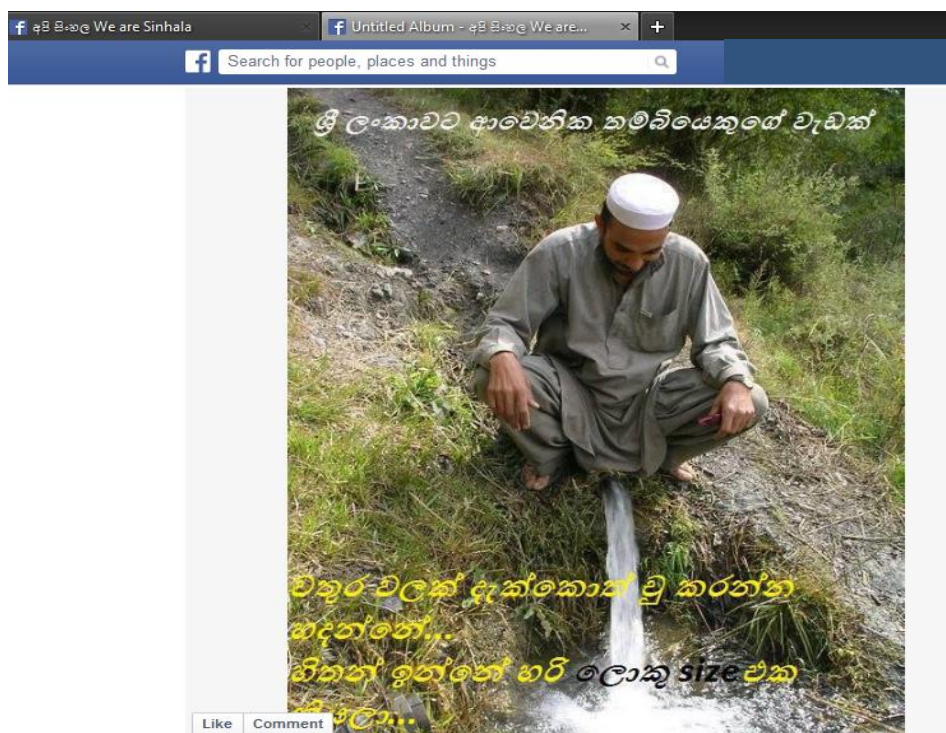 අපි සිංහල We are Sinhala
Untitled Album - අපි සිංහල We are...
Search for people, places and things
ශ්‍රී ලංකාවට ආවේනික තම්බියෙකුගේ වැඩක්
වතුර වලක් දැක්කොත් චූ කරන්න
හදන්නේ...
හිතන් ඉන්නේ හරි ලොකු size එක
කියලා...
Like Comment